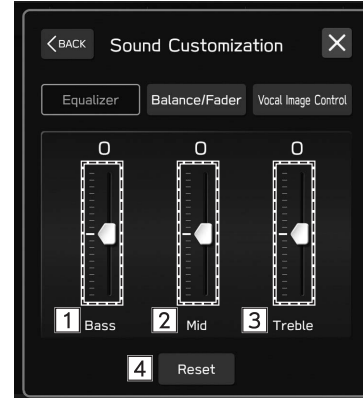 BACK Sound Customization X
Equalizer Balance/Fader Vocal Image Control
0 0 0
1 Bass 2 Mid 3 Treble
4 Reset